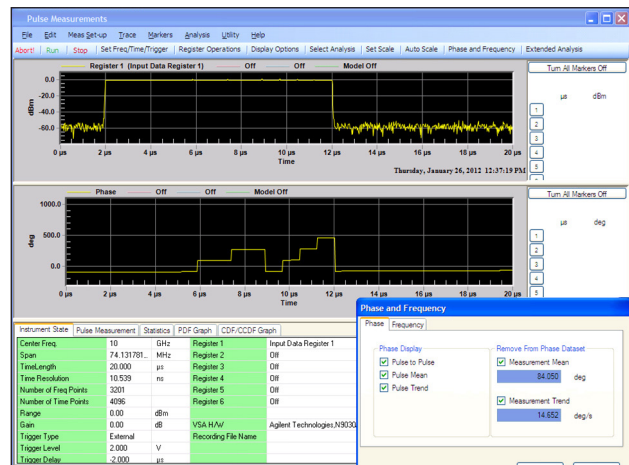 Pulse Measurements
File Edit Meas Set-up Trace Markers Analysis Utility Help
Abort! Run Stop Set Freq/Time/Trigger Register Operations Display Options Select Analysis Set Scale Auto Scale Phase and Frequency Extended Analysis
Register 1 (Input Data Register 1) Off Off Model Off
Turn All Markers Off
µs dBm
0.0
-20.0
-40.0
-60.0
dBm
1
2
3
4
5
0 µs 2 µs 4 µs 6 µs 8 µs 10 µs 12 µs 14 µs 16 µs 18 µs 20 µs
Time
Thursday, January 26, 2012 12:37:19 PM
Phase Off Off Model Off
Turn All Markers Off
µs deg
1000.0
500.0
0.0
deg
1
2
3
4
5
0 µs 2 µs 4 µs 6 µs 8 µs 10 µs 12 µs 14 µs 16 µs 18 µs 20 µs
Time
Instrument State Pulse Measurement Statistics PDF Graph CDF/CCDF Graph
Center Freq. 10 GHz Register 1 Input Data Register 1
Span 74.131781... MHz Register 2 Off
TimeLength 20.000 µs Register 3 Off
Time Resolution 10.539 ns Register 4 Off
Number of Freq Points 3201 Register 5 Off
Number of Time Points 4096 Register 6 Off
Range 0.00 dBm
Gain 0.00 dB VSA H/W Agilent Technologies,N9030
Trigger Type External Recording File Name
Trigger Level 2.000 V
Trigger Delay -2.000 µs
Phase and Frequency
Phase Frequency
Phase Display
Pulse to Pulse
Pulse Mean
Pulse Trend
Remove From Phase Dataset
Measurement Mean
84.050 deg
Measurement Trend
14.652 deg/s